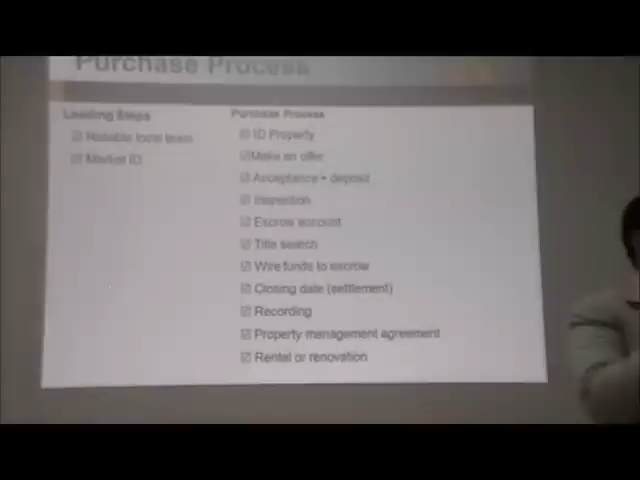 Purchase Process
Leading Steps
☑ Reliable local team
☑ Market ID
Purchase Process
☑ ID Property
☑ Make an offer
☑ Acceptance + deposit
☑ Inspection
☑ Escrow account
☑ Title search
☑ Wire funds to escrow
☑ Closing date (settlement)
☑ Recording
☑ Property management agreement
☑ Rental or renovation